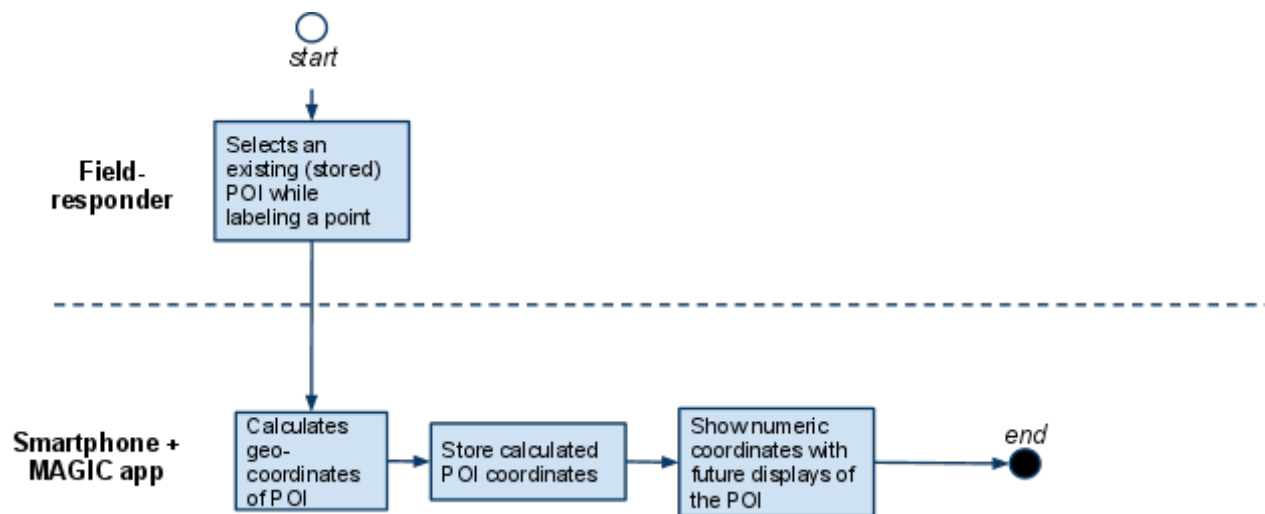 start
Field-
responder
Selects an
existing (stored)
POI while
labeling a point
Smartphone +
MAGIC app
Calculates
geo-
coordinates
of POI
Store calculated
POI coordinates
Show numeric
coordinates with
future displays of
the POI
end